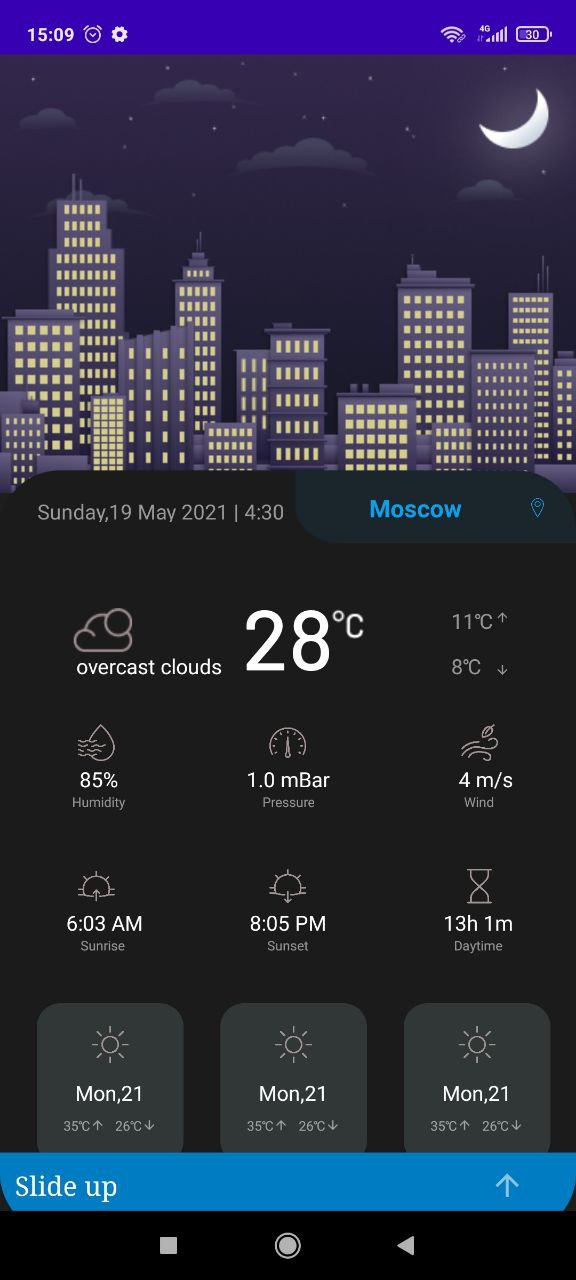 15:09 4G 30
Sunday,19 May 2021 | 4:30 Moscow
28°C
11℃
overcast clouds
8℃
85% 1.0 mBar 4 m/s
Humidity Pressure Wind
6:03 AM 8:05 PM 13h 1m
Sunrise Sunset Daytime
Mon,21 Mon,21 Mon,21
35℃ 26℃ 35℃ 26℃ 35℃ 26℃
Slide up